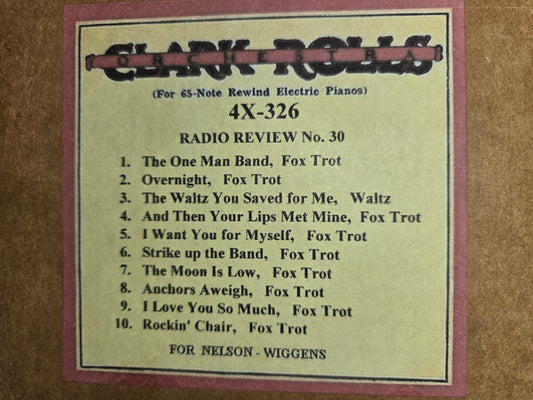 CLARK ROLLS
ORCHESTRA
(For 65-Note Rewind Electric Pianos)
4X-326
RADIO REVIEW No. 30
1. The One Man Band, Fox Trot
2. Overnight, Fox Trot
3. The Waltz You Saved for Me, Waltz
4. And Then Your Lips Met Mine, Fox Trot
5. I Want You for Myself, Fox Trot
6. Strike up the Band, Fox Trot
7. The Moon Is Low, Fox Trot
8. Anchors Aweigh, Fox Trot
9. I Love You So Much, Fox Trot
10. Rockin' Chair, Fox Trot
FOR NELSON - WIGGENS